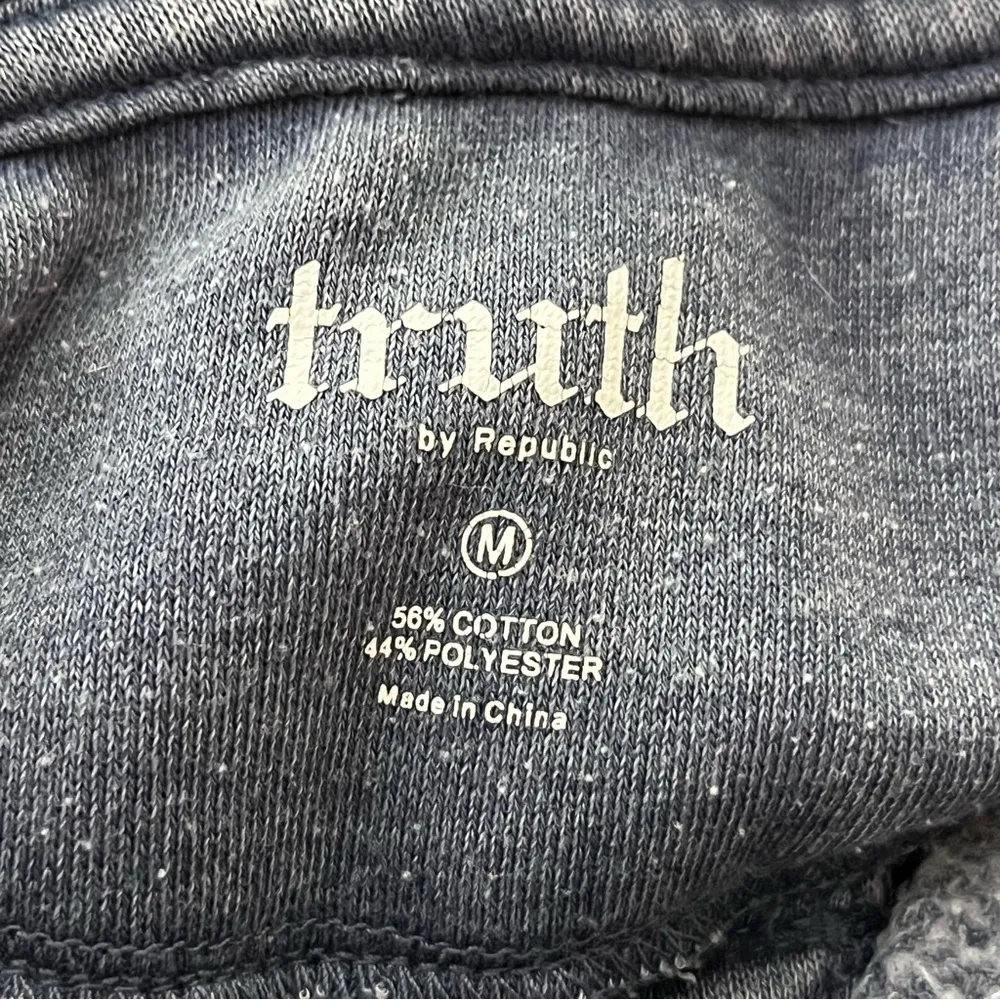 truth
by Republic
M
56% COTTON
44% POLYESTER
Made in China